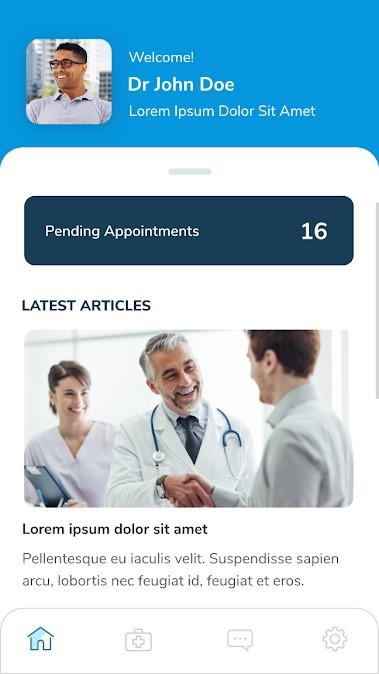 Welcome!
Dr John Doe
Lorem Ipsum Dolor Sit Amet
Pending Appointments 16
LATEST ARTICLES
Lorem ipsum dolor sit amet
Pellentesque eu iaculis velit. Suspendisse sapien
arcu, lobortis nec feugiat id, feugiat et eros.